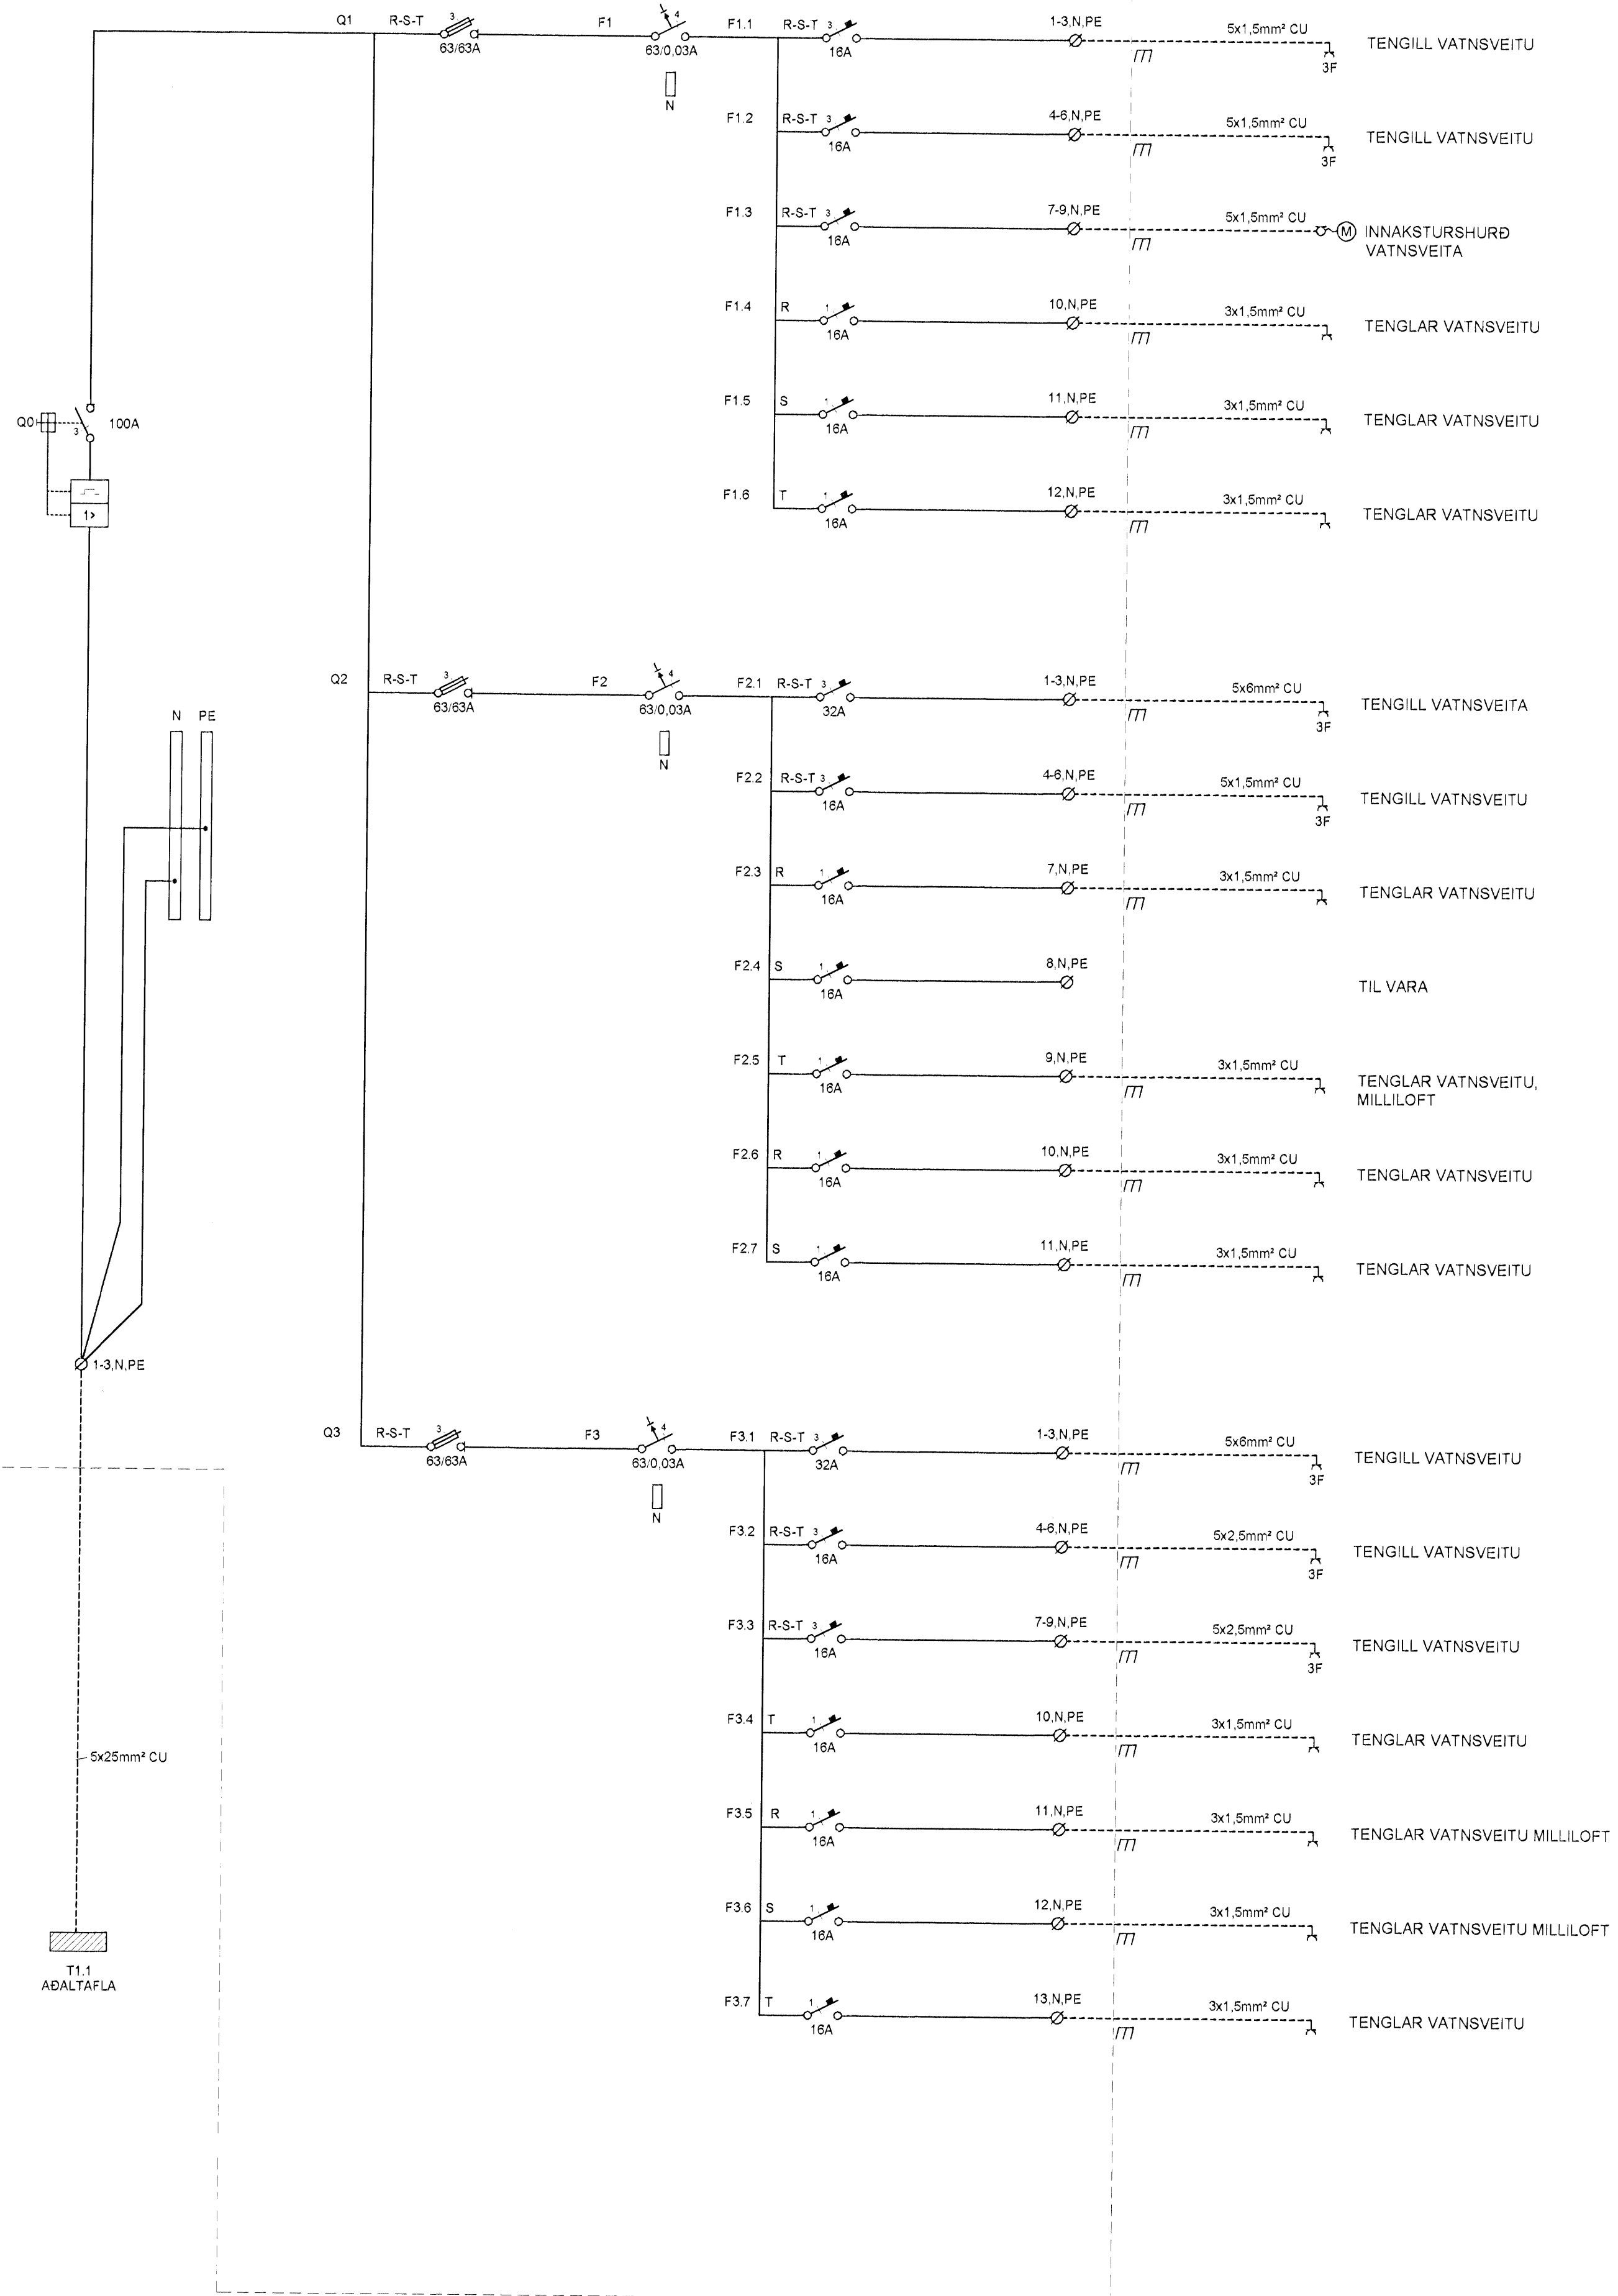 Q1 R-S-T 3 63/63A F1 4 63/0,03A N
F1.1 R-S-T 3 16A 1-3,N,PE 5x1,5mm² CU 3F TENGILL VATNSVEITU
F1.2 R-S-T 3 16A 4-6,N,PE 5x1,5mm² CU 3F TENGILL VATNSVEITU
F1.3 R-S-T 3 16A 7-9,N,PE 5x1,5mm² CU M INNAKSTURSHURÐ
VATNSVEITA
F1.4 R 1 16A 10,N,PE 3x1,5mm² CU TENGLAR VATNSVEITU
F1.5 S 1 16A 11,N,PE 3x1,5mm² CU TENGLAR VATNSVEITU
F1.6 T 1 16A 12,N,PE 3x1,5mm² CU TENGLAR VATNSVEITU
Q0 3 100A
1>
Q2 R-S-T 3 63/63A F2 4 63/0,03A N
F2.1 R-S-T 3 32A 1-3,N,PE 5x6mm² CU 3F TENGILL VATNSVEITA
N PE
F2.2 R-S-T 3 16A 4-6,N,PE 5x1,5mm² CU 3F TENGILL VATNSVEITU
F2.3 R 1 16A 7,N,PE 3x1,5mm² CU TENGLAR VATNSVEITU
F2.4 S 1 16A 8,N,PE TIL VARA
F2.5 T 1 16A 9,N,PE 3x1,5mm² CU TENGLAR VATNSVEITU,
MILLILOFT
F2.6 R 1 16A 10,N,PE 3x1,5mm² CU TENGLAR VATNSVEITU
F2.7 S 1 16A 11,N,PE 3x1,5mm² CU TENGLAR VATNSVEITU
1-3,N,PE
Q3 R-S-T 3 63/63A F3 4 63/0,03A N
F3.1 R-S-T 3 32A 1-3,N,PE 5x6mm² CU 3F TENGILL VATNSVEITU
F3.2 R-S-T 3 16A 4-6,N,PE 5x2,5mm² CU 3F TENGILL VATNSVEITU
F3.3 R-S-T 3 16A 7-9,N,PE 5x2,5mm² CU 3F TENGILL VATNSVEITU
F3.4 T 1 16A 10,N,PE 3x1,5mm² CU TENGLAR VATNSVEITU
5x25mm² CU
F3.5 R 1 16A 11,N,PE 3x1,5mm² CU TENGLAR VATNSVEITU MILLILOFT
F3.6 S 1 16A 12,N,PE 3x1,5mm² CU TENGLAR VATNSVEITU MILLILOFT
F3.7 T 1 16A 13,N,PE 3x1,5mm² CU TENGLAR VATNSVEITU
T1.1
AÐALTAFLA